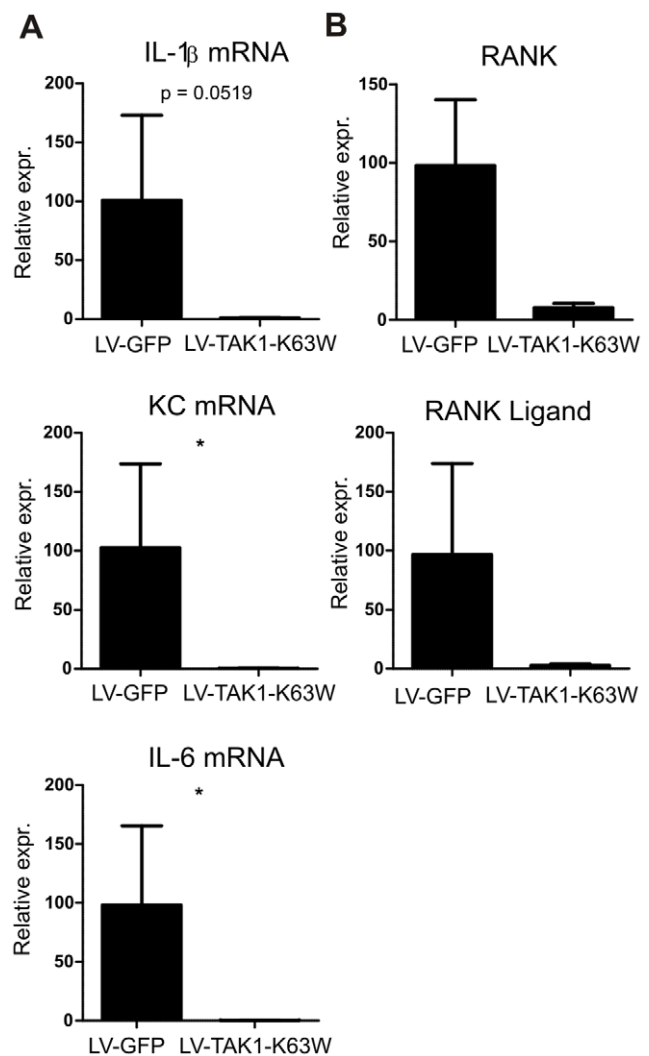 A
B
IL-1β mRNA
p = 0.0519
Relative expr.
200
150
100
50
0
LV-GFP LV-TAK1-K63W
RANK
Relative expr.
150
100
50
0
LV-GFP LV-TAK1-K63W
KC mRNA
*
Relative expr.
200
150
100
50
0
LV-GFP LV-TAK1-K63W
RANK Ligand
Relative expr.
200
150
100
50
0
LV-GFP LV-TAK1-K63W
IL-6 mRNA
*
Relative expr.
200
150
100
50
0
LV-GFP LV-TAK1-K63W